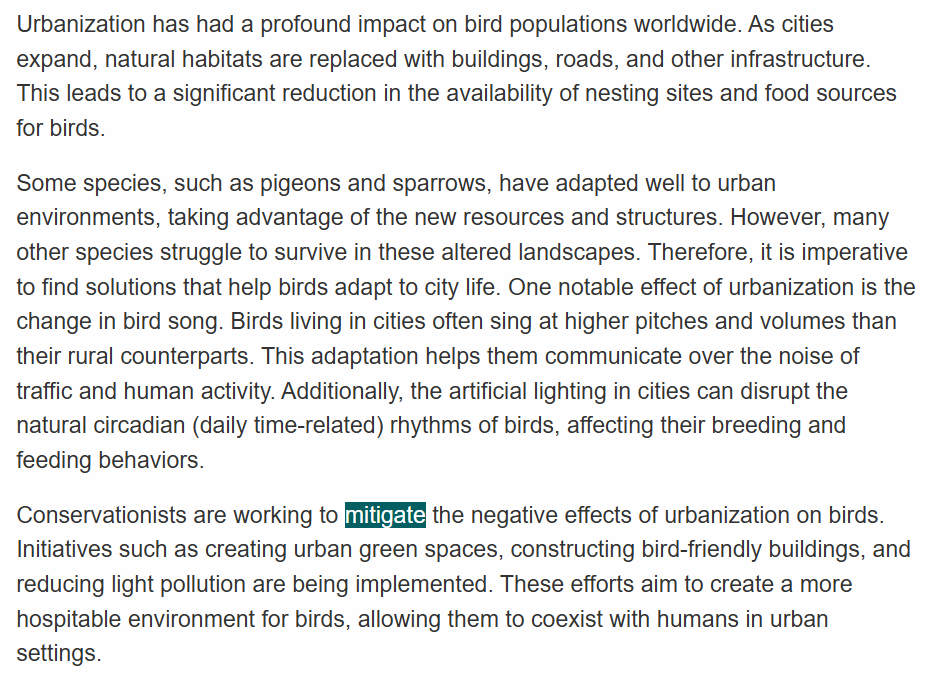 Urbanization has had a profound impact on bird populations worldwide. As cities
expand, natural habitats are replaced with buildings, roads, and other infrastructure.
This leads to a significant reduction in the availability of nesting sites and food sources
for birds.
Some species, such as pigeons and sparrows, have adapted well to urban
environments, taking advantage of the new resources and structures. However, many
other species struggle to survive in these altered landscapes. Therefore, it is imperative
to find solutions that help birds adapt to city life. One notable effect of urbanization is the
change in bird song. Birds living in cities often sing at higher pitches and volumes than
their rural counterparts. This adaptation helps them communicate over the noise of
traffic and human activity. Additionally, the artificial lighting in cities can disrupt the
natural circadian (daily time-related) rhythms of birds, affecting their breeding and
feeding behaviors.
Conservationists are working to mitigate the negative effects of urbanization on birds.
Initiatives such as creating urban green spaces, constructing bird-friendly buildings, and
reducing light pollution are being implemented. These efforts aim to create a more
hospitable environment for birds, allowing them to coexist with humans in urban
settings.